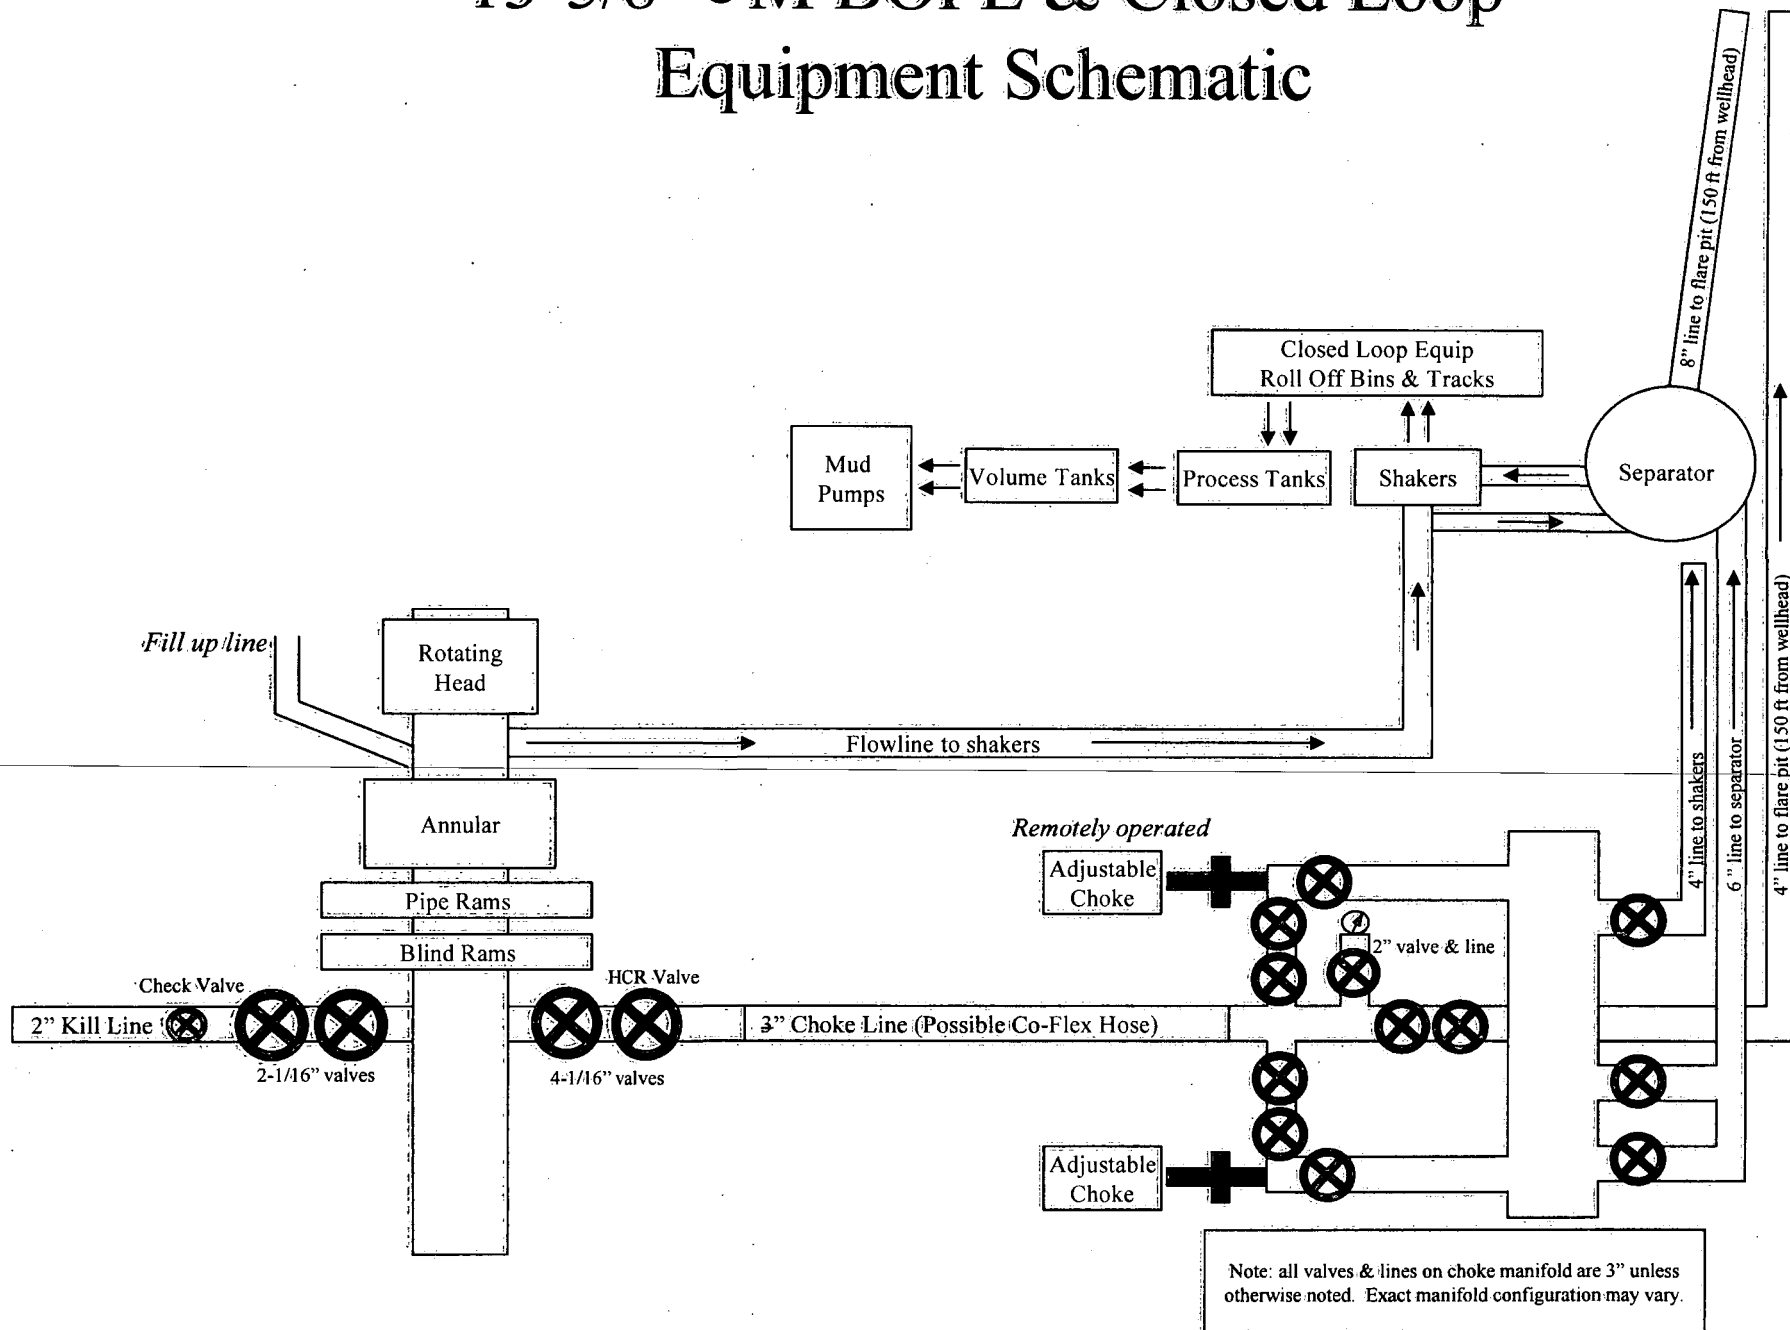 M BOPE & Closed Loop
Equipment Schematic
8” line to flare pit (150 ft from wellhead)
Closed Loop Equip
Roll Off Bins & Tracks
Mud
Pumps
Volume Tanks
Process Tanks
Shakers
Separator
Fill up line
Rotating
Head
Flowline to shakers
Annular
Pipe Rams
Blind Rams
Check Valve
HCR Valve
2” Kill Line
2-1/16” valves
4-1/16” valves
3” Choke Line (Possible Co-Flex Hose)
Remotely operated
Adjustable
Choke
2” valve & line
Adjustable
Choke
4” line to shakers
6 ” line to separator
4” line to flare pit (150 ft from wellhead)
Note: all valves & lines on choke manifold are 3” unless
otherwise noted. Exact manifold configuration may vary.